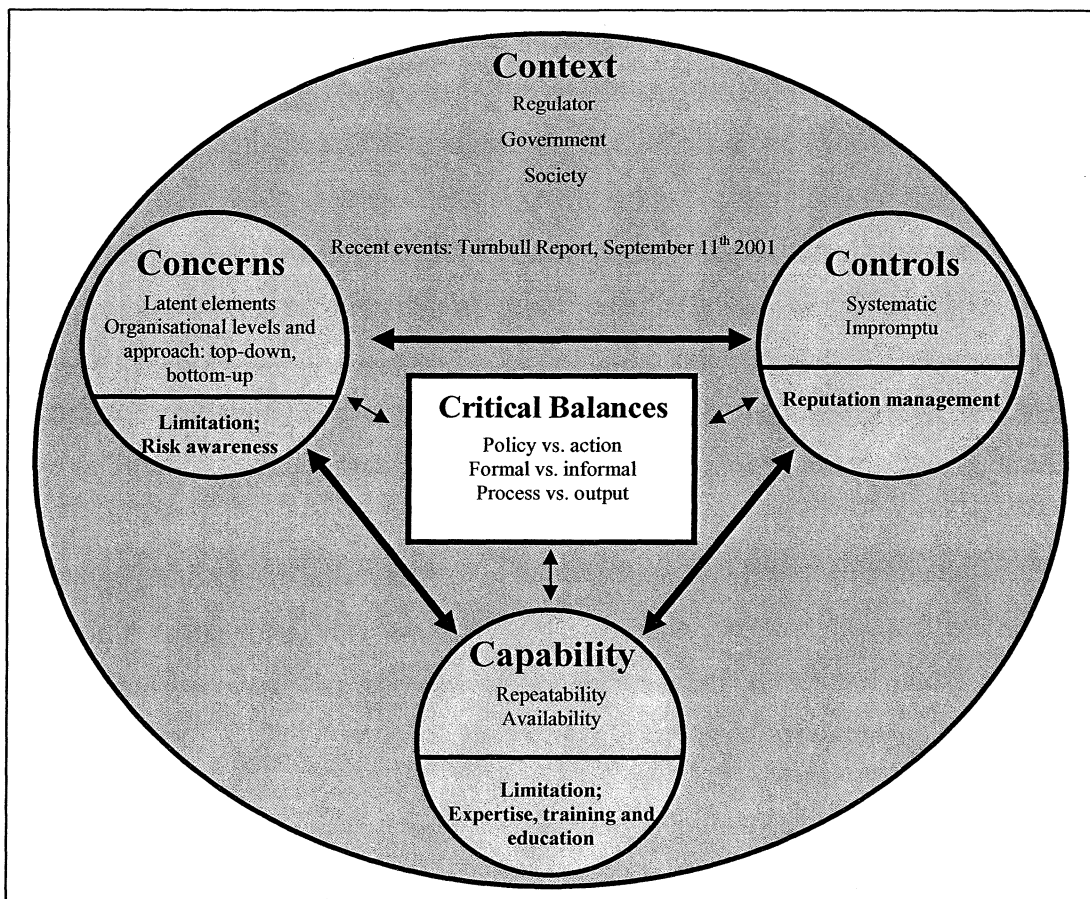 Context
Regulator
Government
Society
Recent events: Turnbull Report, September 11th 2001
Concerns
Latent elements
Organisational levels and
approach: top-down,
bottom-up
Limitation;
Risk awareness
Controls
Systematic
Impromptu
Reputation management
Critical Balances
Policy vs. action
Formal vs. informal
Process vs. output
Capability
Repeatability
Availability
Limitation;
Expertise, training and
education